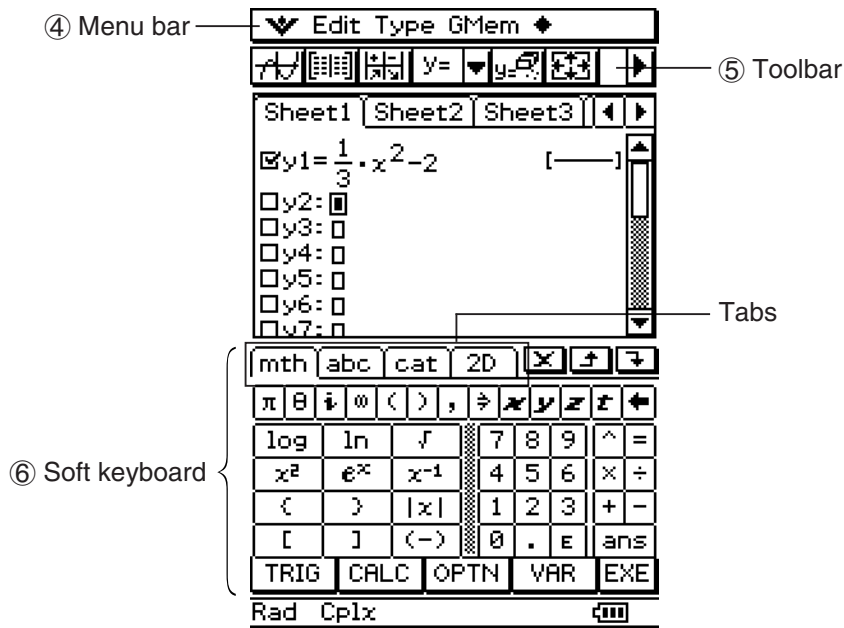 ④ Menu bar
Edit Type GMem ◆
y=
y=
⑤ Toolbar
Sheet1 Sheet2 Sheet3
y1=1/3·x²−2 [—]
y2:
y3:
y4:
y5:
y6:
y7:
Tabs
mth abc cat 2D
π θ i ∞ ( ) , ⇒ x y z t ←
⑥ Soft keyboard
log ln √ 7 8 9 ^ =
x² eˣ x⁻¹ 4 5 6 × ÷
( ) |x| 1 2 3 + −
[ ] (−) 0 . E ans
TRIG CALC OPTN VAR EXE
Rad Cplx